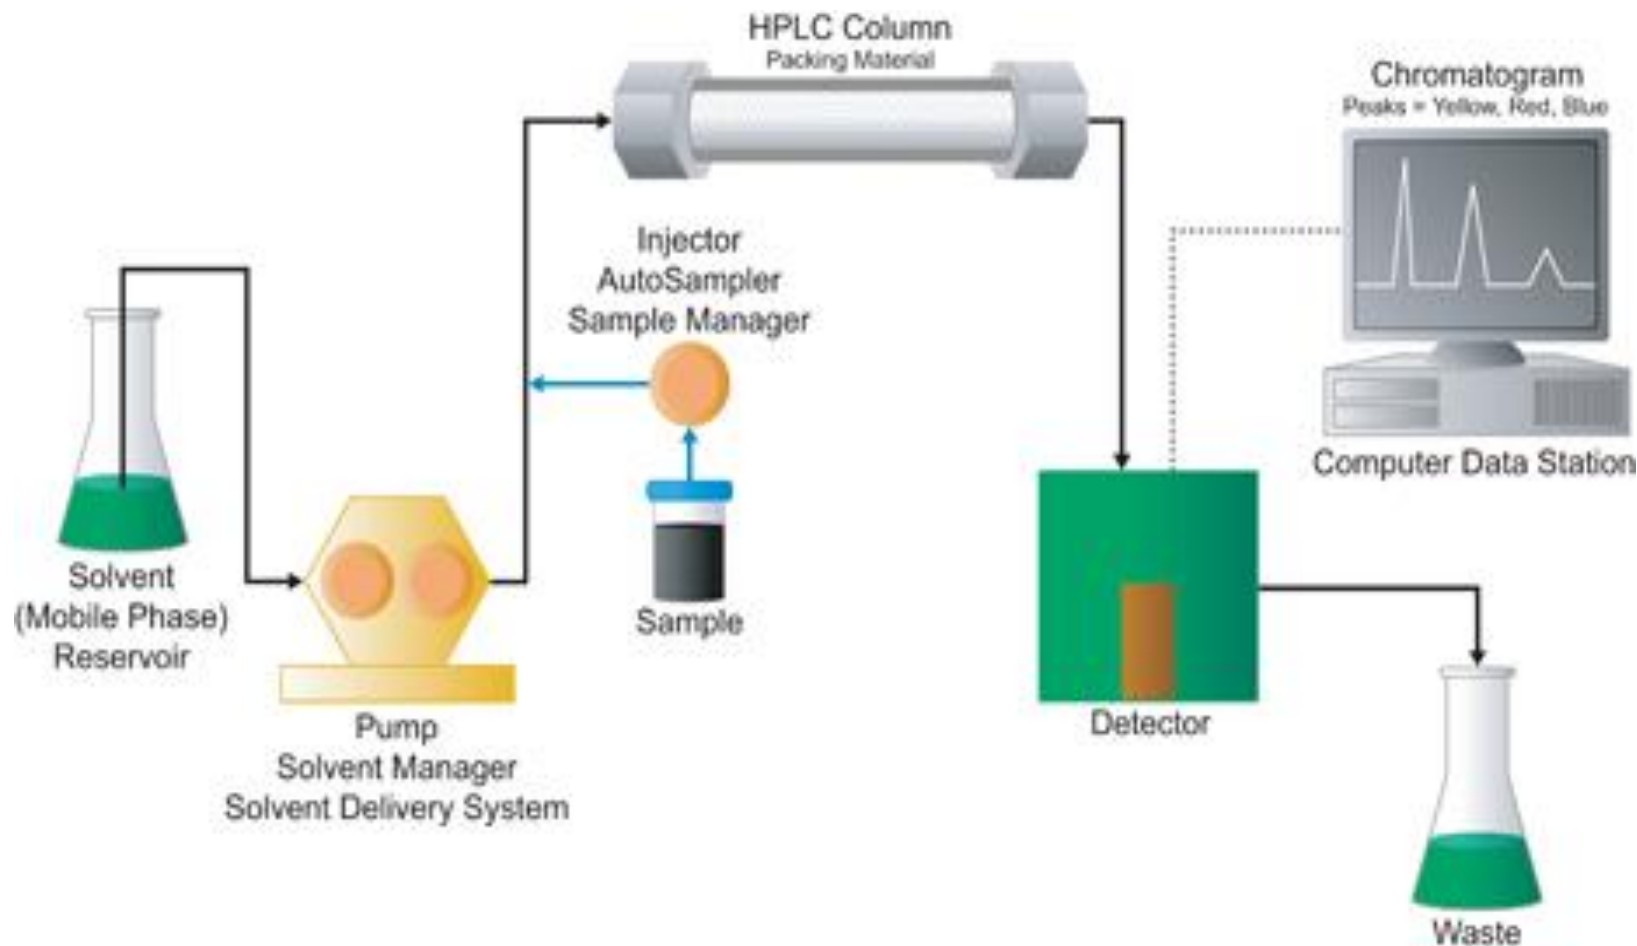 HPLC Column
Packing Material
Chromatogram
Peaks = Yellow, Red, Blue
Injector
AutoSampler
Sample Manager
Computer Data Station
Solvent
(Mobile Phase)
Reservoir
Sample
Pump
Solvent Manager
Solvent Delivery System
Detector
Waste